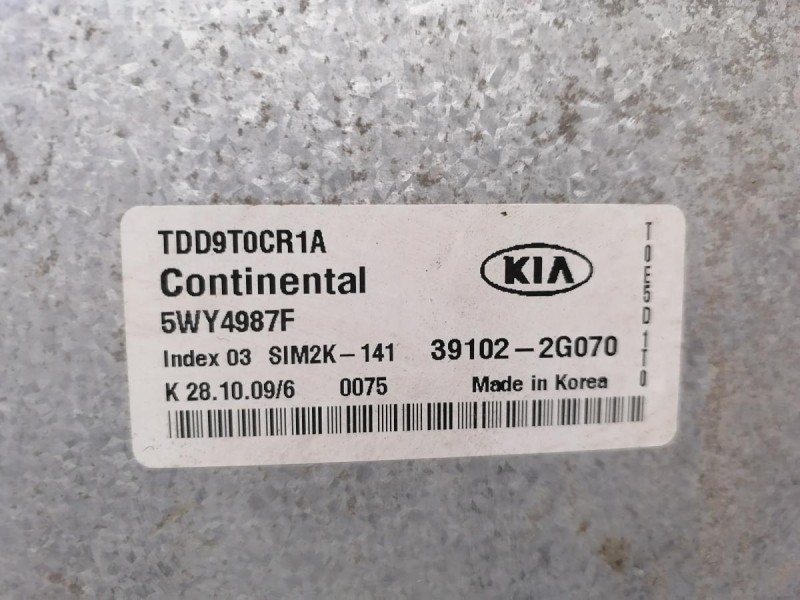 TDD9T0CR1A
Continental
KIA
5WY4987F
Index 03 SIM2K-141 39102-2G070
K 28.10.09/6 0075 Made in Korea
T0E5D1T0